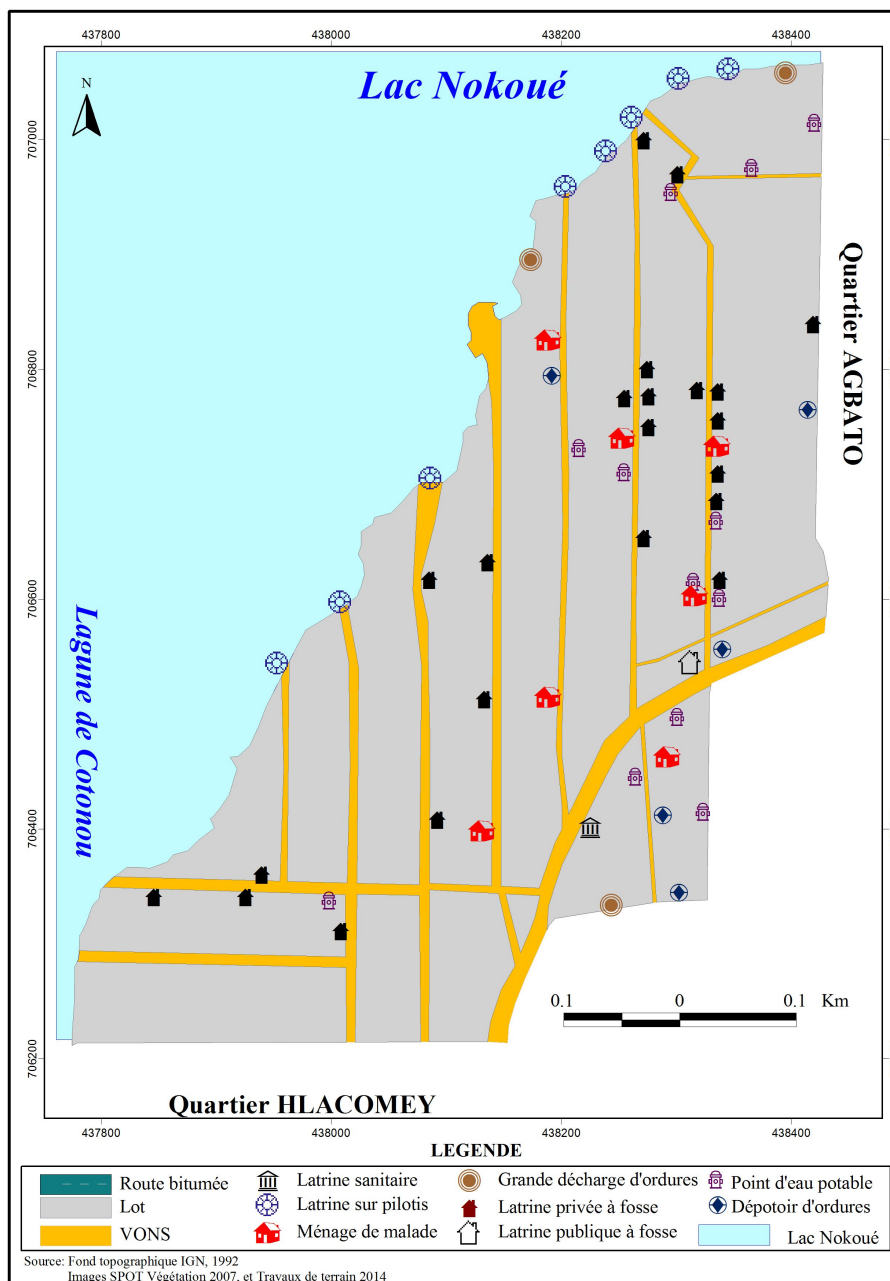 437800 438000 438200 438400
Lac Nokoué
N
707000
706800
706600
706400
706200
Quartier AGBATO
Lagune de Cotonou
0.1 0 0.1 Km
Quartier HLACOMEY
437800 438000 438200 438400
LEGENDE
Route bitumée
Lot
VONS
Latrine sanitaire
Latrine sur pilotis
Ménage de malade
Grande décharge d'ordures
Latrine privée à fosse
Latrine publique à fosse
Point d'eau potable
Dépotoir d'ordures
Lac Nokoué
Source: Fond topographique IGN, 1992
Images SPOT Végétation 2007, et Travaux de terrain 2014